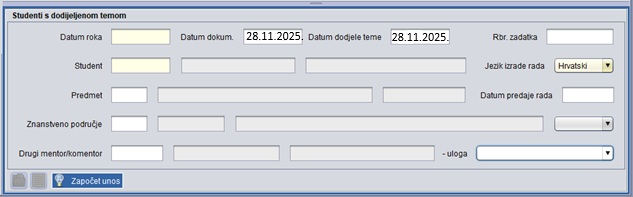 Studenti s dodijeljenom temom
Datum roka Datum dokum. 28.11.2025. Datum dodjele teme 28.11.2025. Rbr. zadatka
Student Jezik izrade rada Hrvatski
Predmet Datum predaje rada
Znanstveno područje
Drugi mentor/komentor - uloga
Započet unos